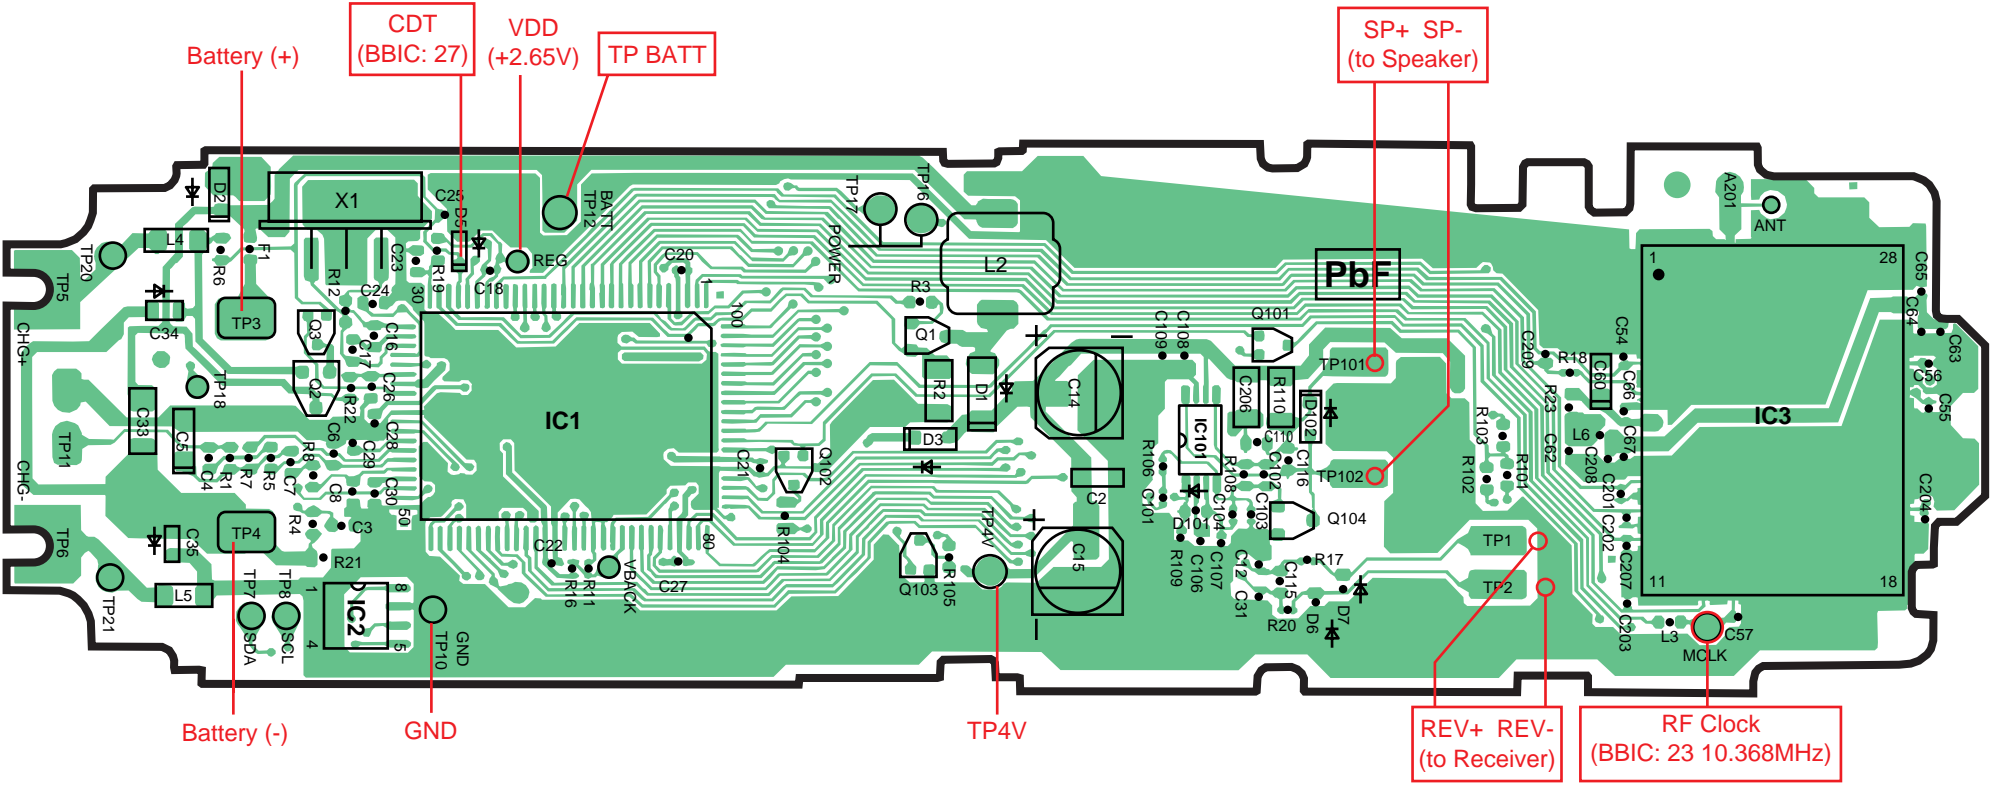 CDT
(BBIC: 27)
VDD
(+2.65V)
TP BATT
Battery (+)
SP+ SP-
(to Speaker)
D2
X1
C25
D5
BATT
TP12
TP17
TP16
POWER
A201
ANT
TP20
L4
R6
F1
R12
C23
R19
C18
REG
C20
L2
PbF
1
28
C65
TP5
C24
30
1
100
R3
C64
C63
C34
TP3
Q3
C16
C17
Q1
C109
C108
Q101
C209
R18
C54
C60
C66
C56
C55
CHG+
TP18
Q2
R22
C26
R2
D1
C14
TP101
C206
R110
D102
R23
IC3
C33
C5
IC1
C28
C6
C29
D3
IC101
C110
R103
L6
C67
TP11
C4
R1
R7
R5
C7
R8
C8
C30
C21
Q102
C2
R106
R108
C102
C116
TP102
R102
R101
C62
C208
C201
CHG-
50
C3
R4
TP4
R104
TP4V
C101
D101
C104
C103
Q104
C202
C204
TP6
C35
R21
C22
R16
R11
VBACK
C27
80
Q103
R105
C15
R109
C106
C107
C12
C31
C115
R17
R20
D6
D7
TP1
TP2
C207
11
18
TP21
L5
TP7
TP8
SDA
SCL
1
8
IC2
4
5
TP10
GND
C203
L3
MCLK
C57
Battery (-)
GND
TP4V
REV+ REV-
(to Receiver)
RF Clock
(BBIC: 23 10.368MHz)